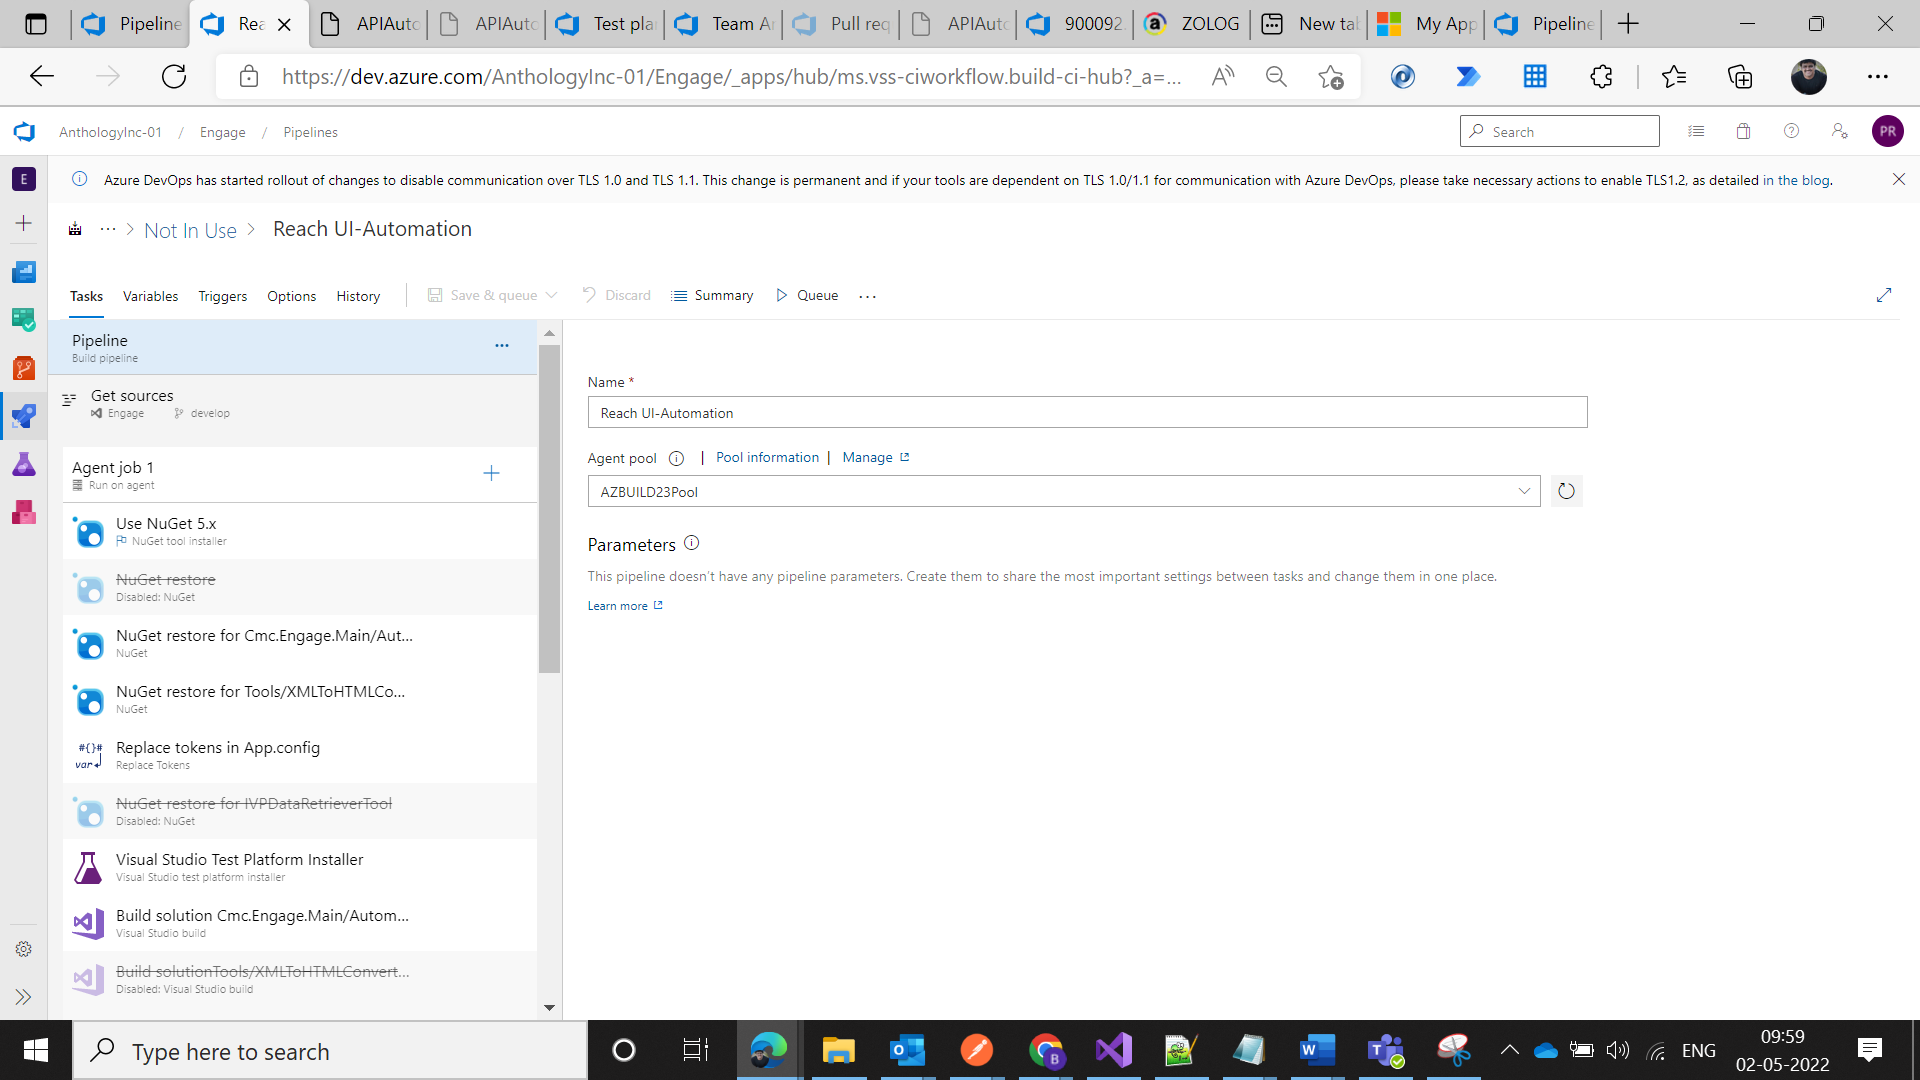 Pipeline
Rea
APIAuto
APIAuto
Test plan
Team Ar
Pull req
APIAuto
900092
ZOLOG
New tab
My App
Pipeline
https://dev.azure.com/AnthologyInc-01/Engage/_apps/hub/ms.vss-ciworkflow.build-ci-hub?_a=...
AnthologyInc-01 / Engage / Pipelines
Search
PR
E
Azure DevOps has started rollout of changes to disable communication over TLS 1.0 and TLS 1.1. This change is permanent and if your tools are dependent on TLS 1.0/1.1 for communication with Azure DevOps, please take necessary actions to enable TLS1.2, as detailed in the blog.
... > Not In Use > Reach UI-Automation
Tasks Variables Triggers Options History Save & queue Discard Summary Queue ...
Pipeline
Build pipeline
...
Get sources
Engage develop
Agent job 1
Run on agent
Use NuGet 5.x
NuGet tool installer
NuGet restore
Disabled: NuGet
NuGet restore for Cmc.Engage.Main/Aut...
NuGet
NuGet restore for Tools/XMLToHTMLCo...
NuGet
#{}#
var
Replace tokens in App.config
Replace Tokens
NuGet restore for IVPDataRetrieverTool
Disabled: NuGet
Visual Studio Test Platform Installer
Visual Studio test platform installer
Build solution Cmc.Engage.Main/Autom...
Visual Studio build
Build solutionTools/XMLToHTMLConvert...
Disabled: Visual Studio build
Name *
Reach UI-Automation
Agent pool | Pool information | Manage
AZBUILD23Pool
Parameters
This pipeline doesn't have any pipeline parameters. Create them to share the most important settings between tasks and change them in one place.
Learn more
Type here to search
B
ENG
09:59
02-05-2022